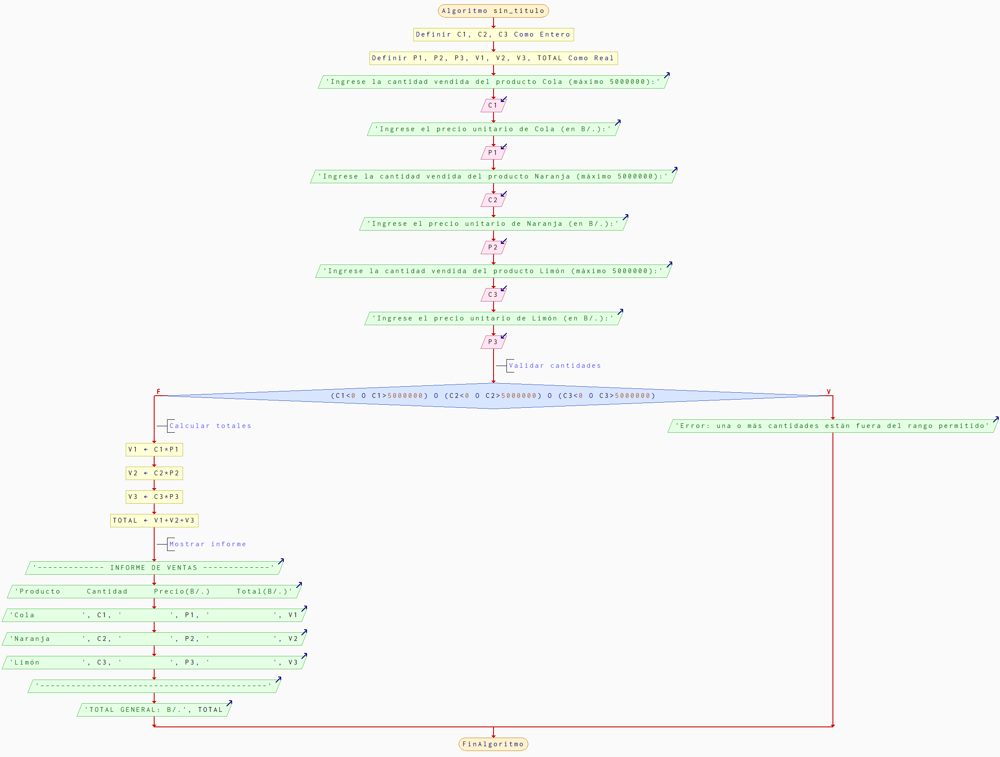 Algoritmo sin_titulo
Definir C1, C2, C3 Como Entero
Definir P1, P2, P3, V1, V2, V3, TOTAL Como Real
'Ingrese la cantidad vendida del producto Cola (máximo 5000000):'
C1
'Ingrese el precio unitario de Cola (en B/.):'
P1
'Ingrese la cantidad vendida del producto Naranja (máximo 5000000):'
C2
'Ingrese el precio unitario de Naranja (en B/.):'
P2
'Ingrese la cantidad vendida del producto Limón (máximo 5000000):'
C3
'Ingrese el precio unitario de Limón (en B/.):'
P3
Validar cantidades
(C1<0 O C1>5000000) O (C2<0 O C2>5000000) O (C3<0 O C3>5000000)
F
V
Calcular totales
V1 ← C1*P1
V2 ← C2*P2
V3 ← C3*P3
TOTAL ← V1+V2+V3
Mostrar informe
'------------- INFORME DE VENTAS -------------'
'Producto     Cantidad     Precio(B/.)     Total(B/.)'
'Cola         ', C1, '         ', P1, '            ', V1
'Naranja      ', C2, '         ', P2, '            ', V2
'Limón        ', C3, '         ', P3, '            ', V3
'--------------------------------------------'
'TOTAL GENERAL: B/.', TOTAL
'Error: una o más cantidades están fuera del rango permitido'
FinAlgoritmo